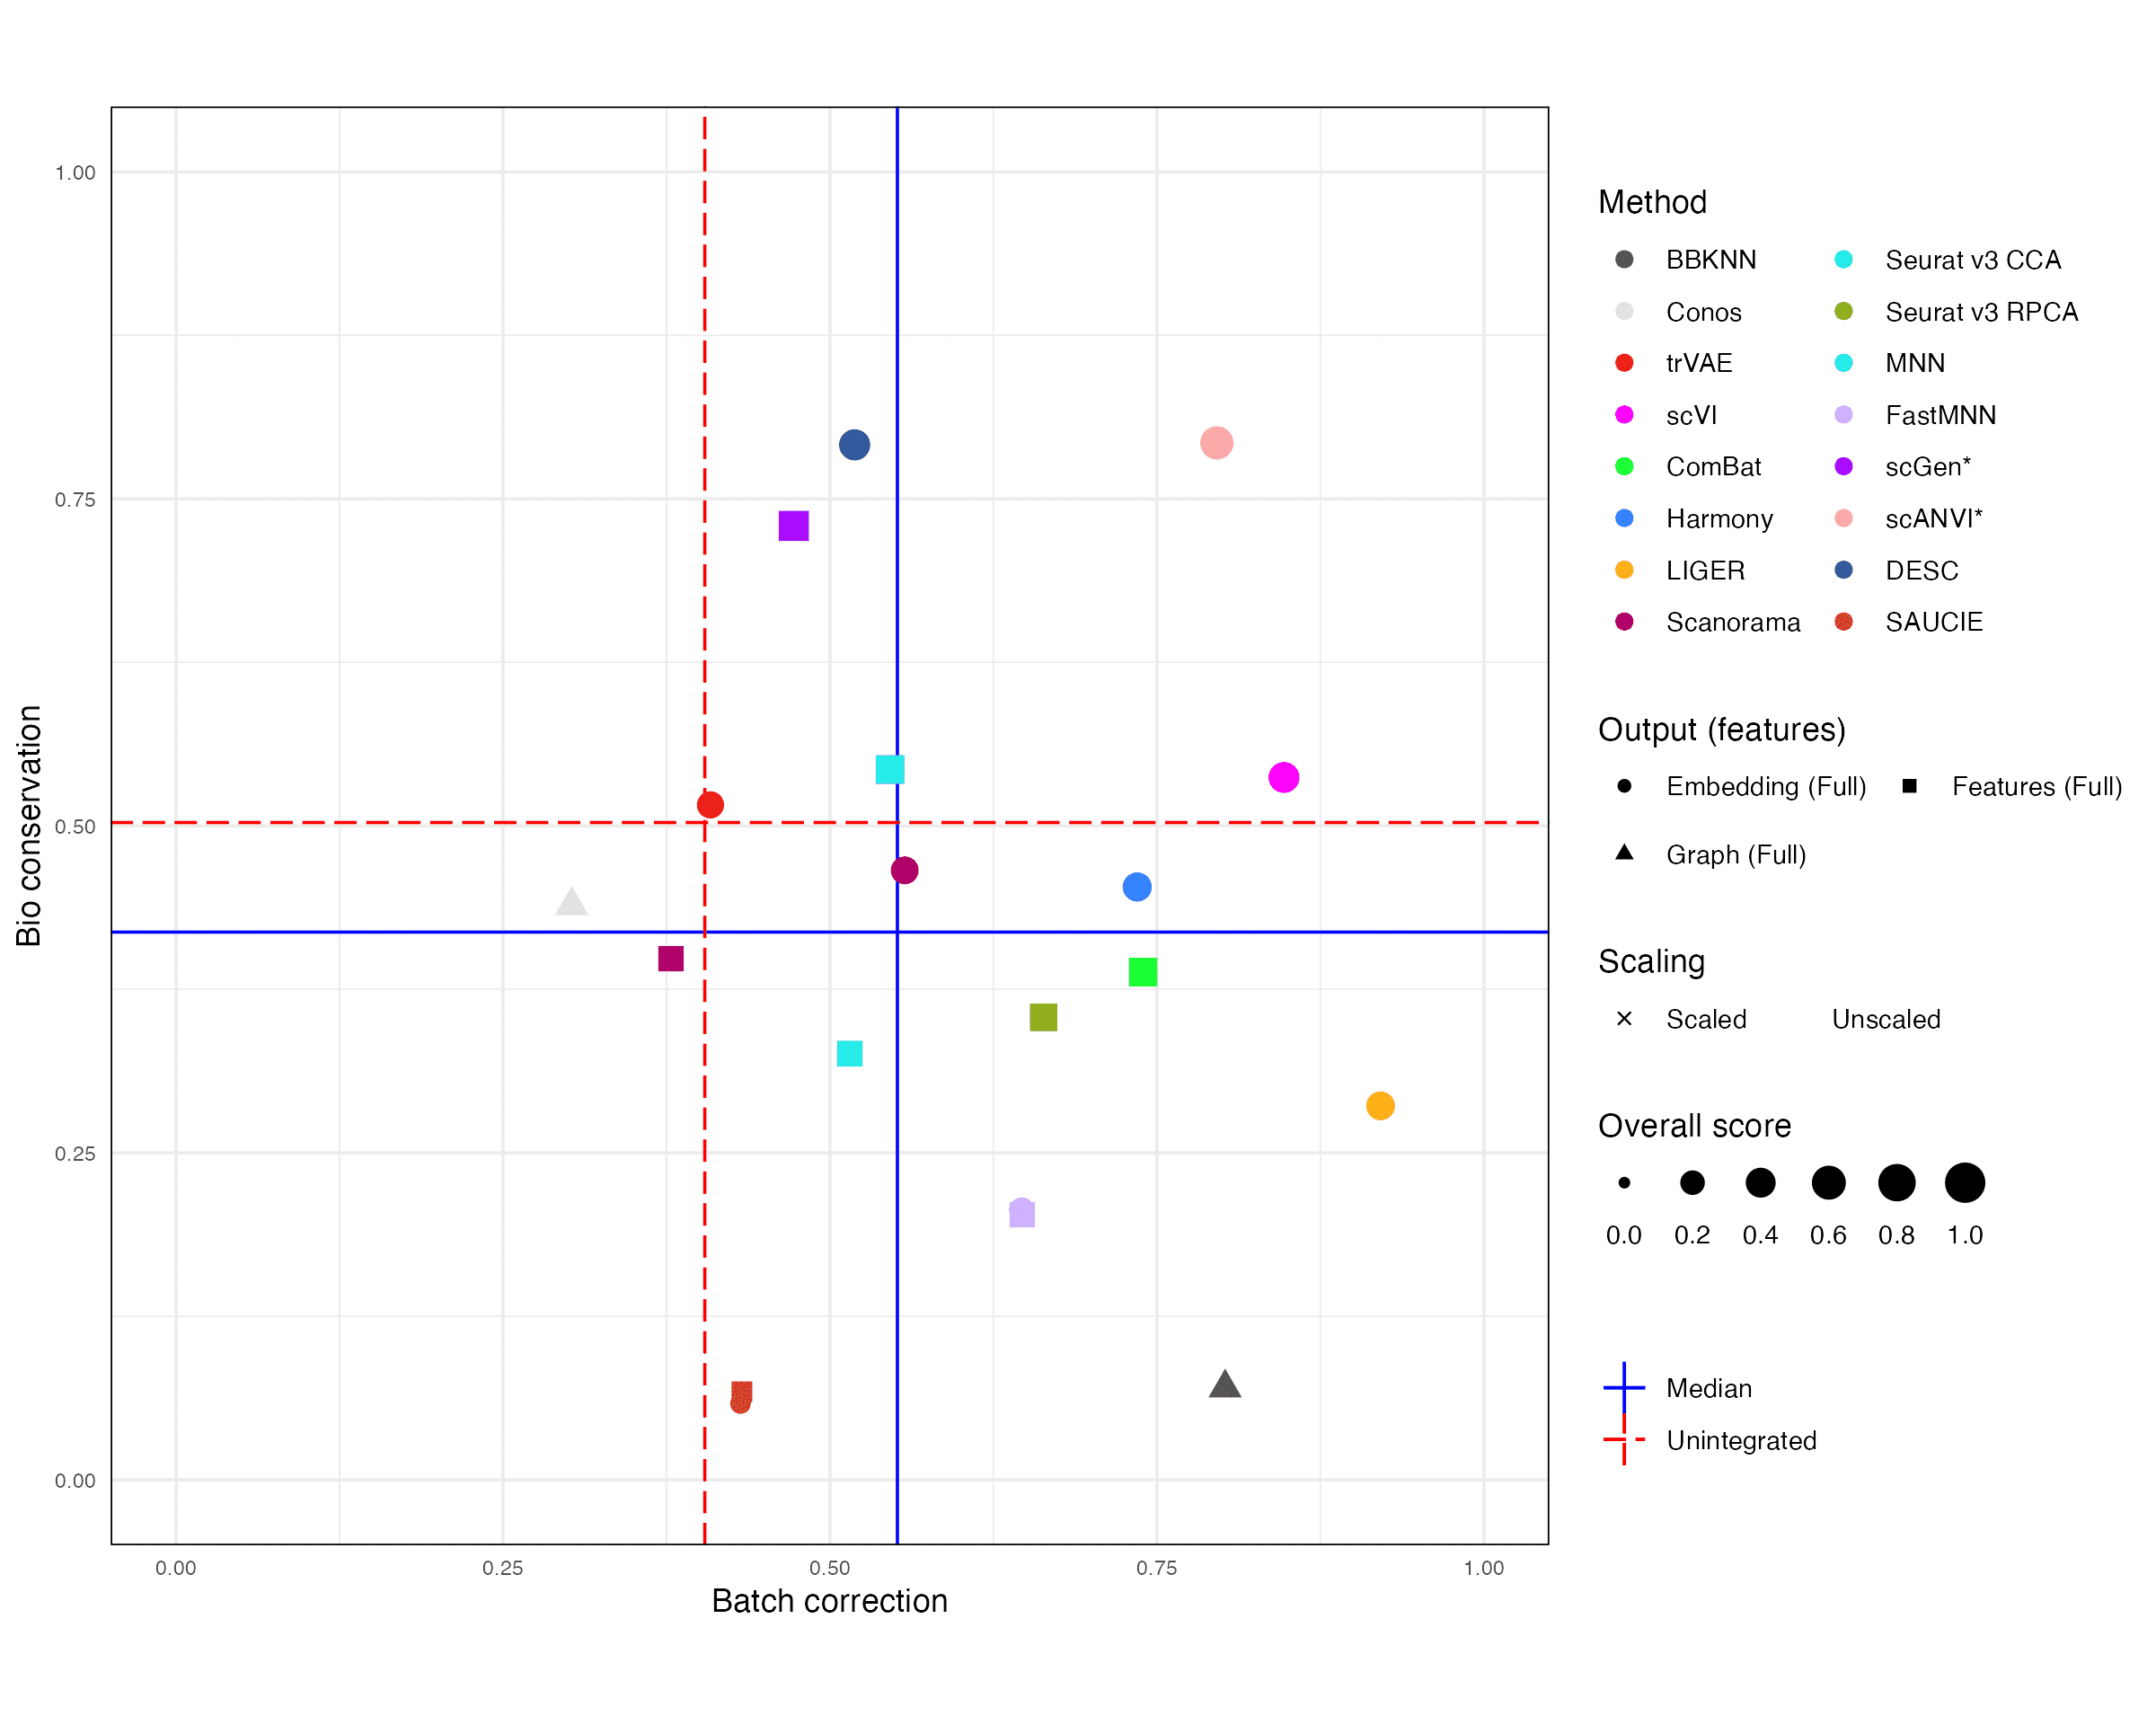 1.00
0.75
0.50
0.25
0.00
Bio conservation
0.00 0.25 0.50 0.75 1.00
Batch correction
Method
BBKNN Seurat v3 CCA
Conos Seurat v3 RPCA
trVAE MNN
scVI FastMNN
ComBat scGen*
Harmony scANVI*
LIGER DESC
Scanorama SAUCIE
Output (features)
Embedding (Full) Features (Full)
Graph (Full)
Scaling
Scaled Unscaled
Overall score
0.0 0.2 0.4 0.6 0.8 1.0
Median
Unintegrated